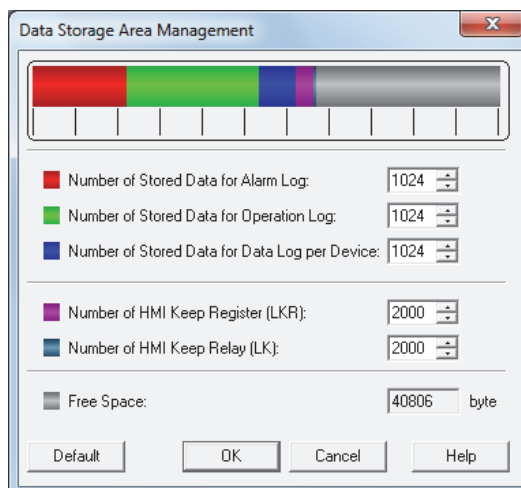 Data Storage Area Management
Number of Stored Data for Alarm Log: 1024
Number of Stored Data for Operation Log: 1024
Number of Stored Data for Data Log per Device: 1024
Number of HMI Keep Register (LKR): 2000
Number of HMI Keep Relay (LK): 2000
Free Space: 40806 byte
Default OK Cancel Help